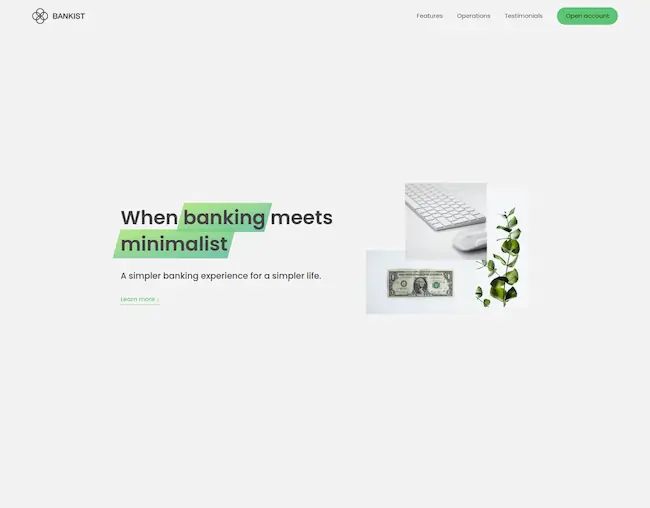 BANKIST
Features
Operations
Testimonials
Open account
When banking meets
minimalist
A simpler banking experience for a simpler life.
Learn more ↓